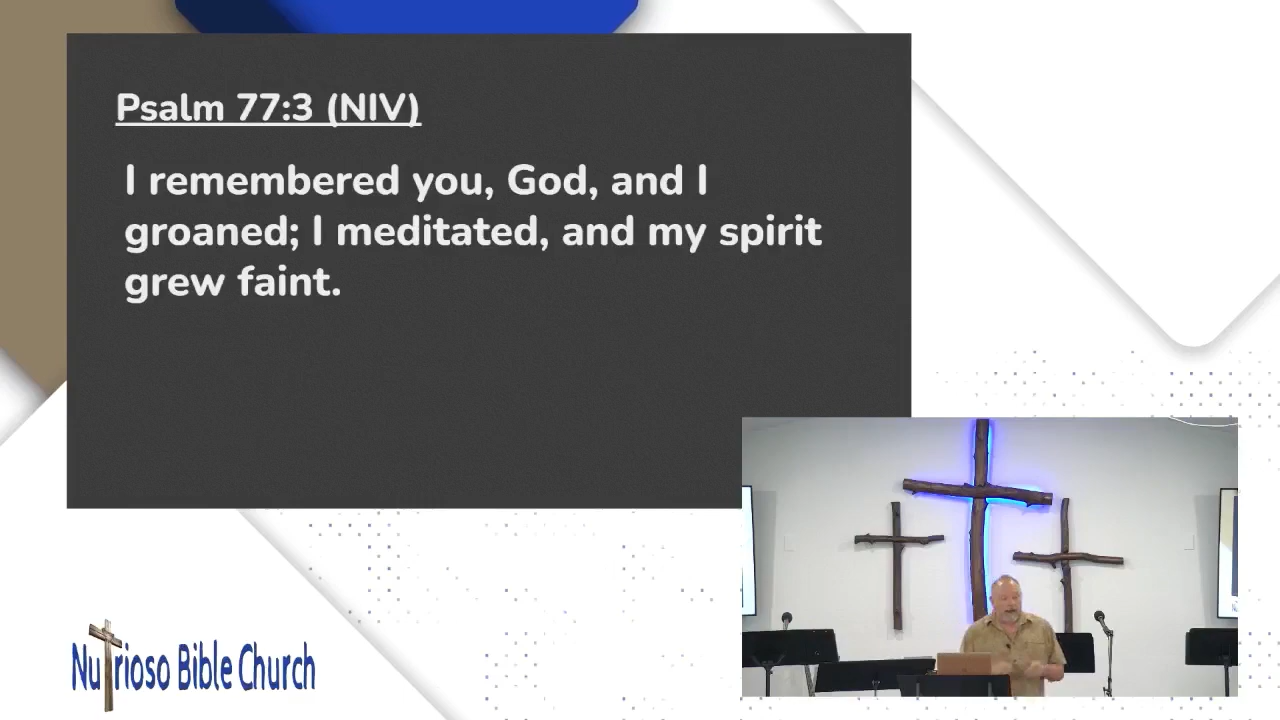 Psalm 77:3 (NIV)
I remembered you, God, and I
groaned; I meditated, and my spirit
grew faint.
Nutrioso Bible Church